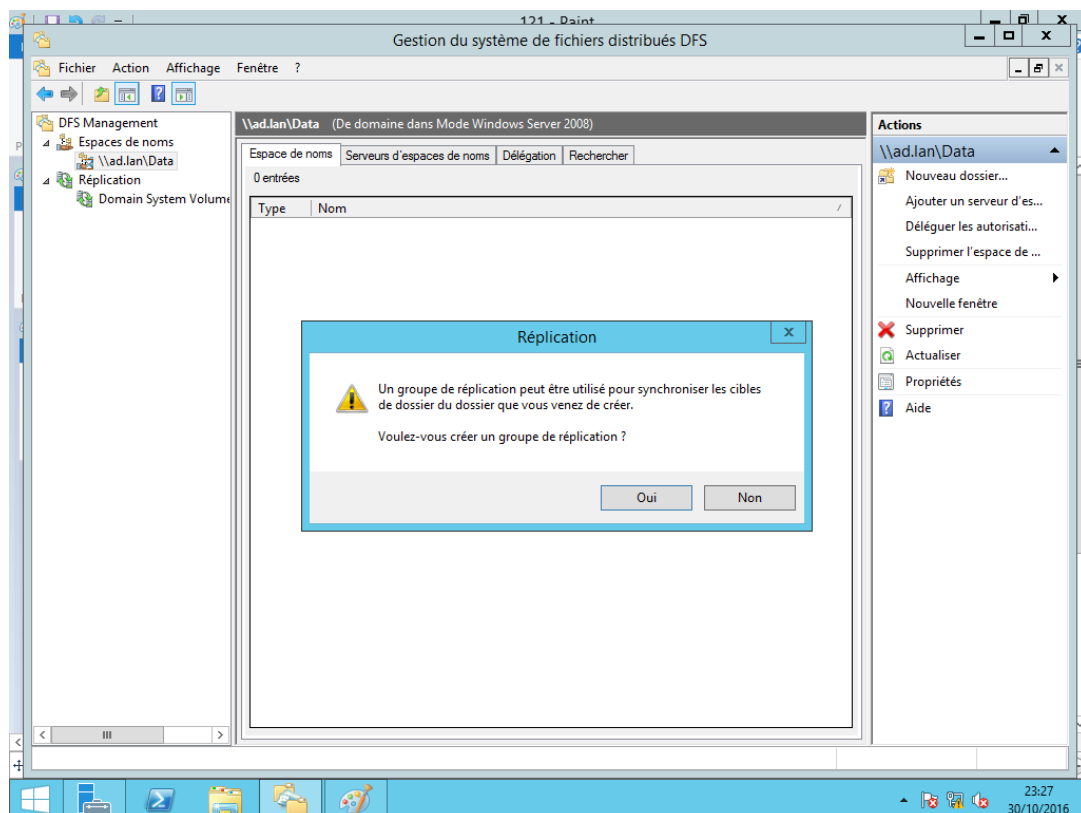 121 - Paint
Gestion du système de fichiers distribués DFS
Fichier Action Affichage Fenêtre ?
DFS Management
Espaces de noms
\\ad.lan\Data
Réplication
Domain System Volume
\\ad.lan\Data (De domaine dans Mode Windows Server 2008)
Espace de noms Serveurs d'espaces de noms Délégation Rechercher
0 entrées
Type Nom
Réplication
Un groupe de réplication peut être utilisé pour synchroniser les cibles
de dossier du dossier que vous venez de créer.
Voulez-vous créer un groupe de réplication ?
Oui Non
Actions
\\ad.lan\Data
Nouveau dossier...
Ajouter un serveur d'es...
Déléguer les autorisati...
Supprimer l'espace de ...
Affichage
Nouvelle fenêtre
Supprimer
Actualiser
Propriétés
Aide
23:27
30/10/2016